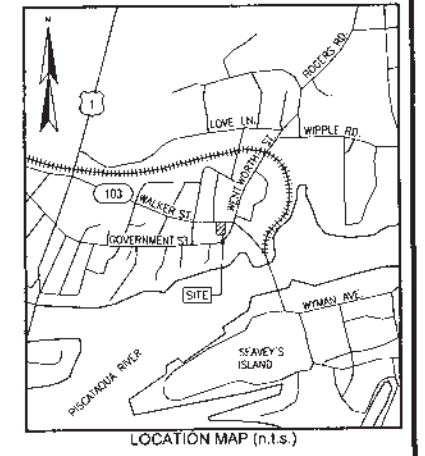 N
1
ROGERS RD.
LOVE LN.
WIPPLE RD.
WENTWORTH ST.
103
WALKER ST.
GOVERNMENT ST.
SITE
WYMAN AVE.
SEAVEY'S
ISLAND
PISCATAQUA RIVER
LOCATION MAP (n.t.s.)